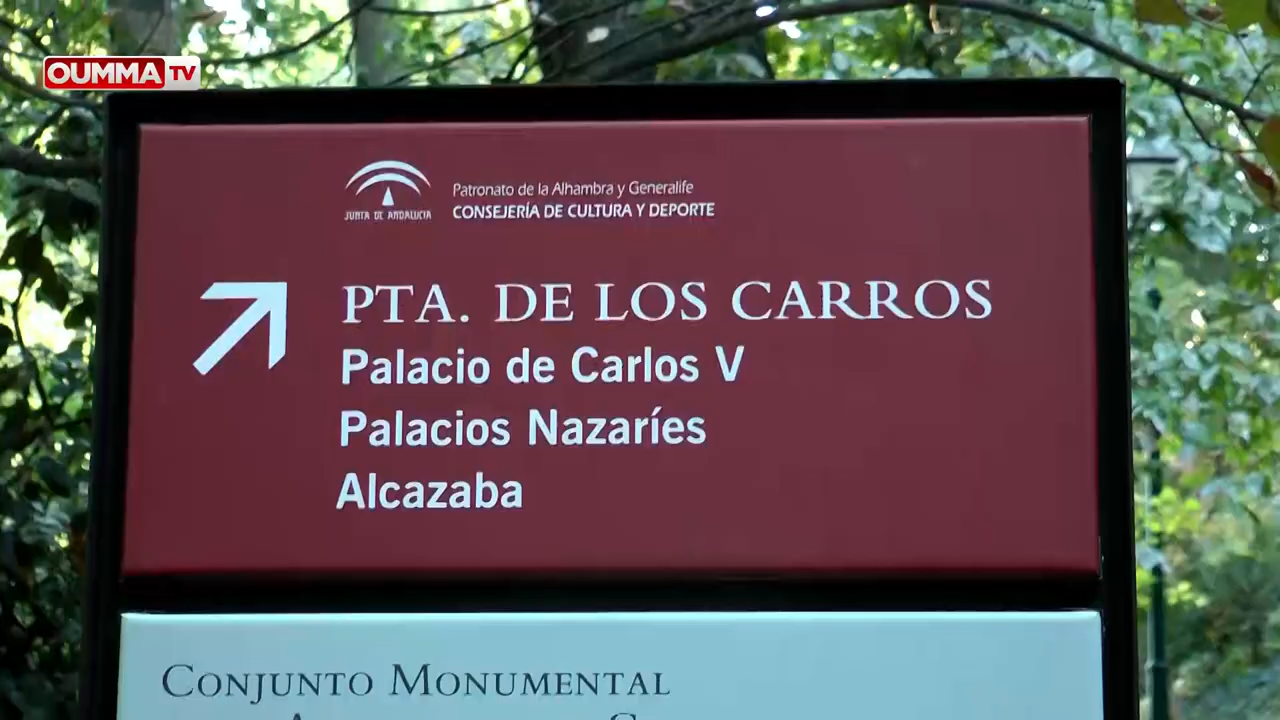 OUMMA TV
JUNTA DE ANDALUCIA
Patronato de la Alhambra y Generalife
CONSEJERÍA DE CULTURA Y DEPORTE
PTA. DE LOS CARROS
Palacio de Carlos V
Palacios Nazaríes
Alcazaba
CONJUNTO MONUMENTAL